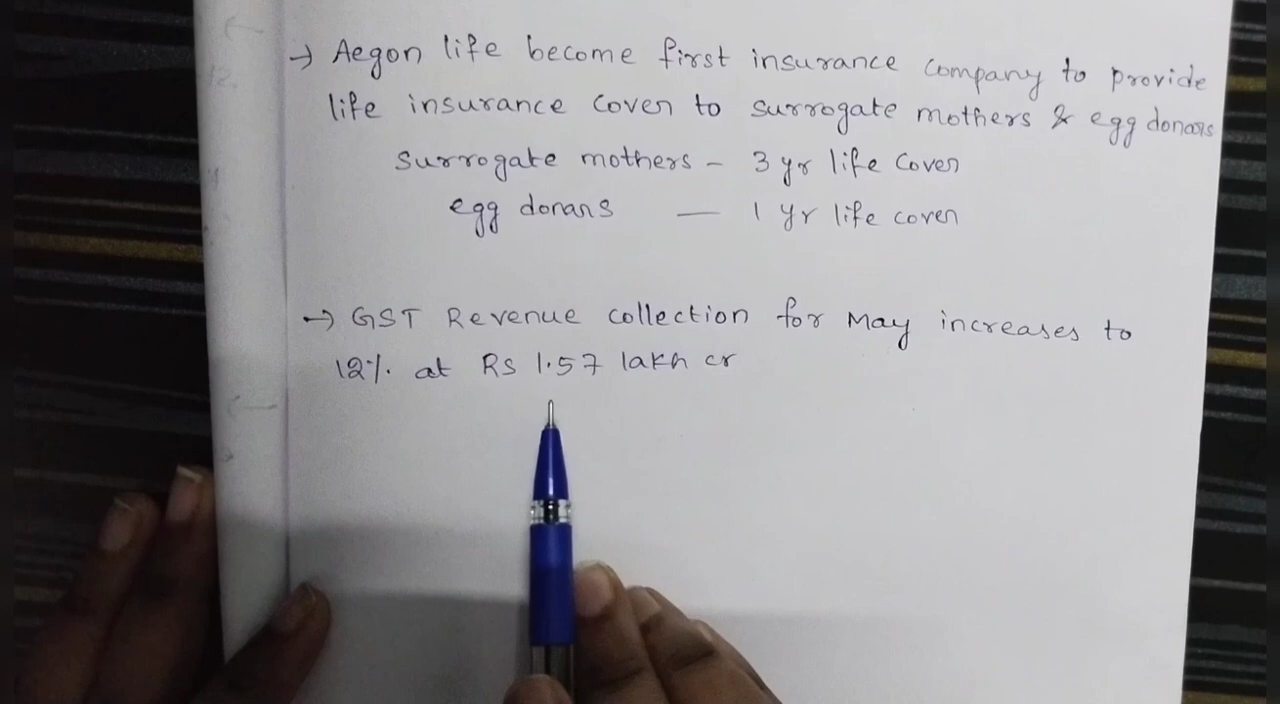 → Aegon life become first insurance company to provide
life insurance cover to surrogate mothers & egg donars
surrogate mothers - 3 yr life cover
egg donars — 1 yr life cover
→ GST Revenue collection for May increases to
12% at Rs 1.57 lakh cr